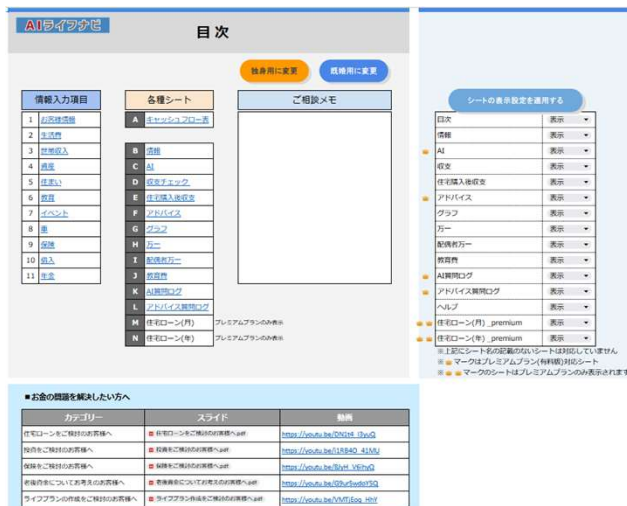 AIライフナビ
目次
独身用に変更
既婚用に変更
情報入力項目
1 お客様情報
2 生活費
3 世帯収入
4 資産
5 住まい
6 教育
7 イベント
8 車
9 保険
10 借入
11 年金
各種シート
A キャッシュフロー表
B 情報
C AI
D 収支チェック
E 住宅購入後収支
F アドバイス
G グラフ
H 万一
I 配偶者万一
J 教育費
K AI質問ログ
L アドバイス質問ログ
M 住宅ローン(月) プレミアムプランのみ表示
N 住宅ローン(年) プレミアムプランのみ表示
ご相談メモ
シートの表示設定を適用する
目次 表示
情報 表示
AI 表示
収支 表示
住宅購入後収支 表示
アドバイス 表示
グラフ 表示
万一 表示
配偶者万一 表示
教育費 表示
AI質問ログ 表示
アドバイス質問ログ 表示
ヘルプ 表示
住宅ローン(月)_premium 表示
住宅ローン(年)_premium 表示
※上記にシート名の記載のないシートは対応していません
※マークはプレミアムプラン(有料版)対応シート
※マークのシートはプレミアムプランのみ表示されます
■お金の問題を解決したい方へ
カテゴリー スライド 動画
住宅ローンをご検討のお客様へ 住宅ローンをご検討のお客様へ.pdf
投資をご検討のお客様へ 投資をご検討のお客様へ.pdf
保険をご検討のお客様へ 保険をご検討のお客様へ.pdf
老後資金についてお考えのお客様へ 老後資金についてお考えのお客様へ.pdf
ライフプランの作成をご検討のお客様へ ライフプラン作成をご検討のお客様へ.pdf